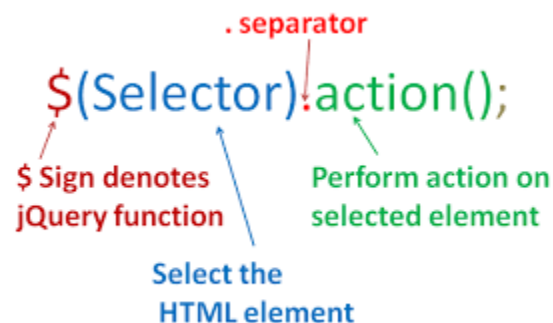 . separator
$(Selector).action();
$ Sign denotes
jQuery function
Perform action on
selected element
Select the
HTML element